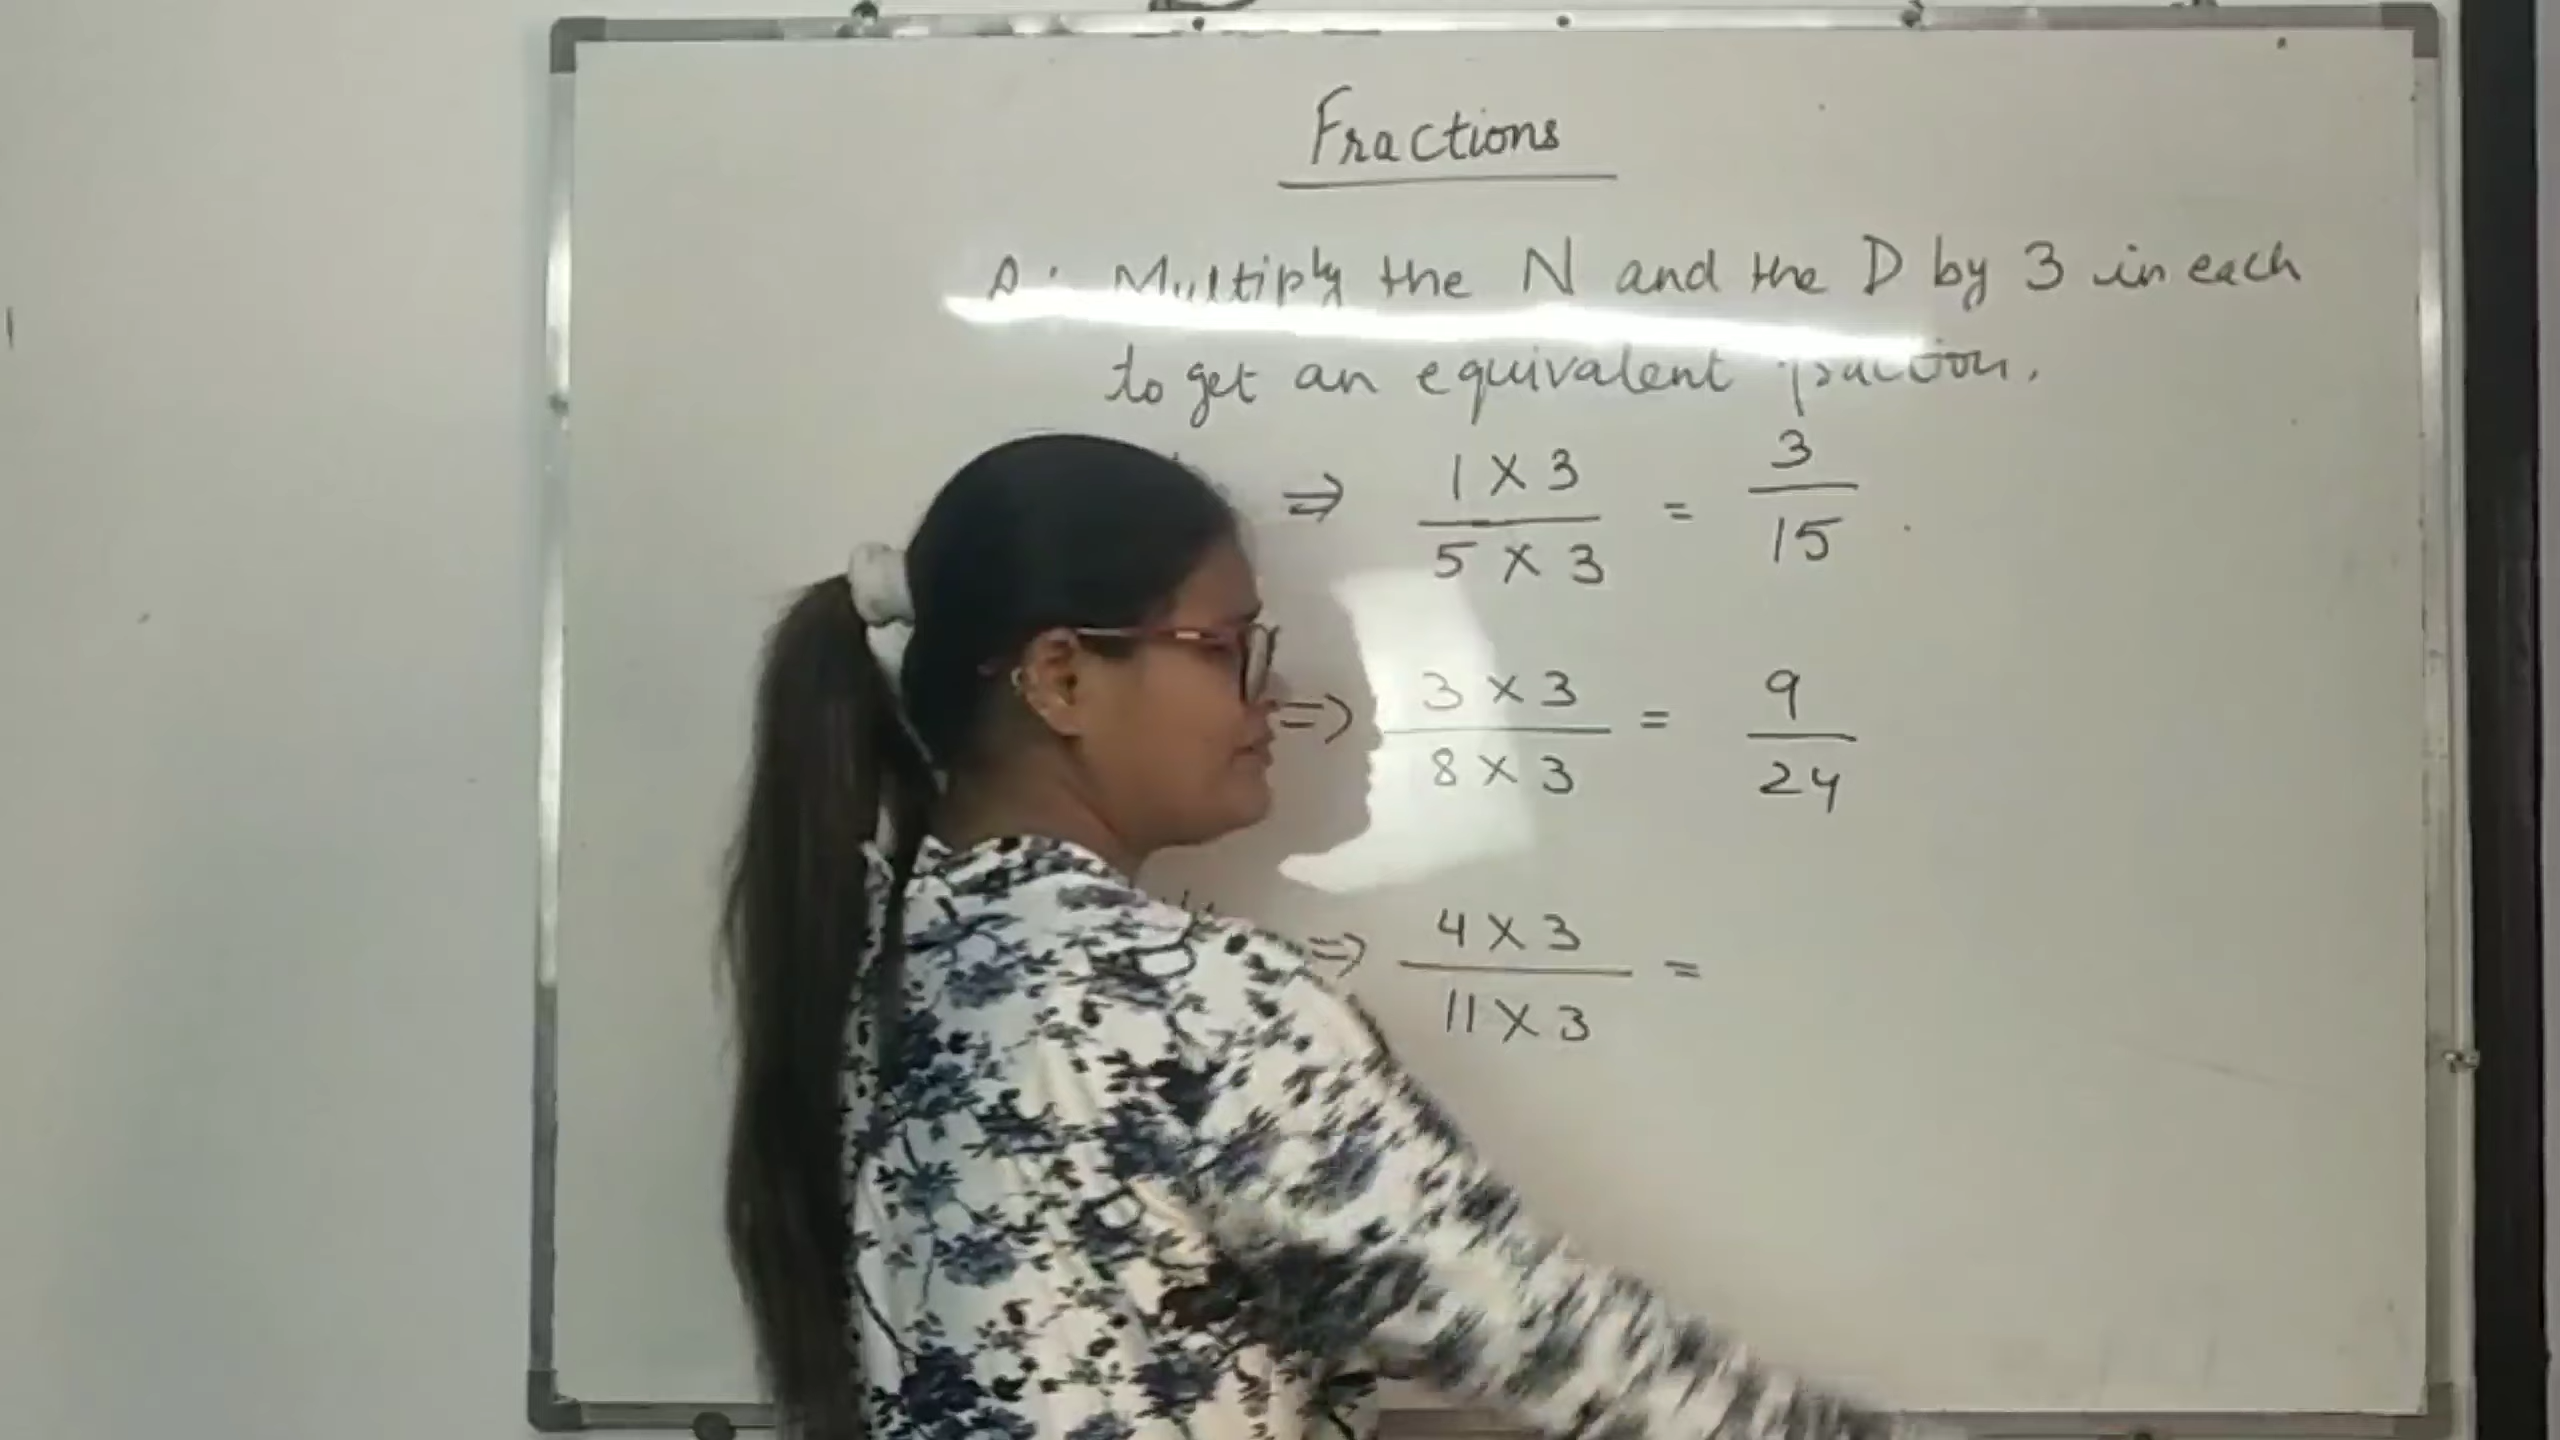 Fractions
A. Multiply the N and the D by 3 in each
to get an equivalent fraction.
⇒ 1 X 3 / 5 X 3 = 3 / 15
⇒ 3 X 3 / 8 X 3 = 9 / 24
⇒ 4 X 3 / 11 X 3 =